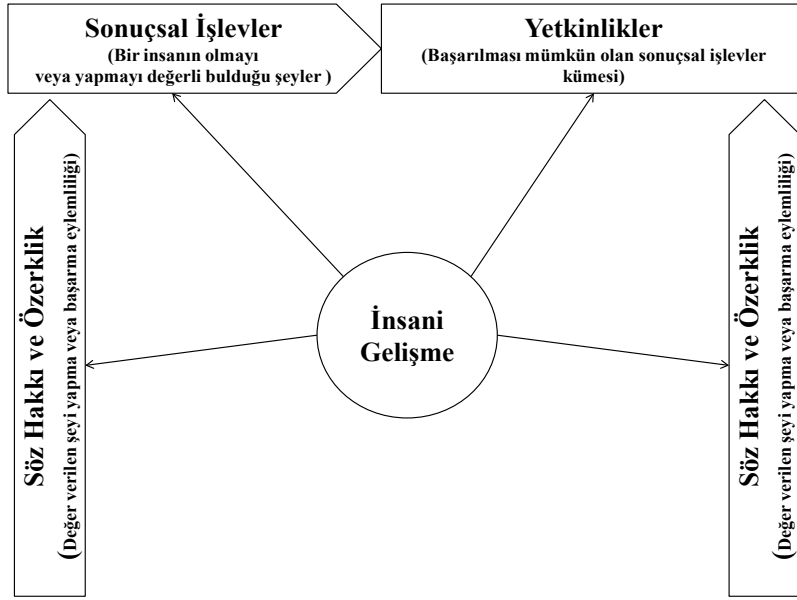 Sonuçsal İşlevler
(Bir insanın olmayı
veya yapmayı değerli bulduğu şeyler )
Yetkinlikler
(Başarılması mümkün olan sonuçsal işlevler
kümesi)
Söz Hakkı ve Özerklik
(Değer verilen şeyi yapma veya başarma eylemliliği)
İnsani
Gelişme
Söz Hakkı ve Özerklik
(Değer verilen şeyi yapma veya başarma eylemliliği)